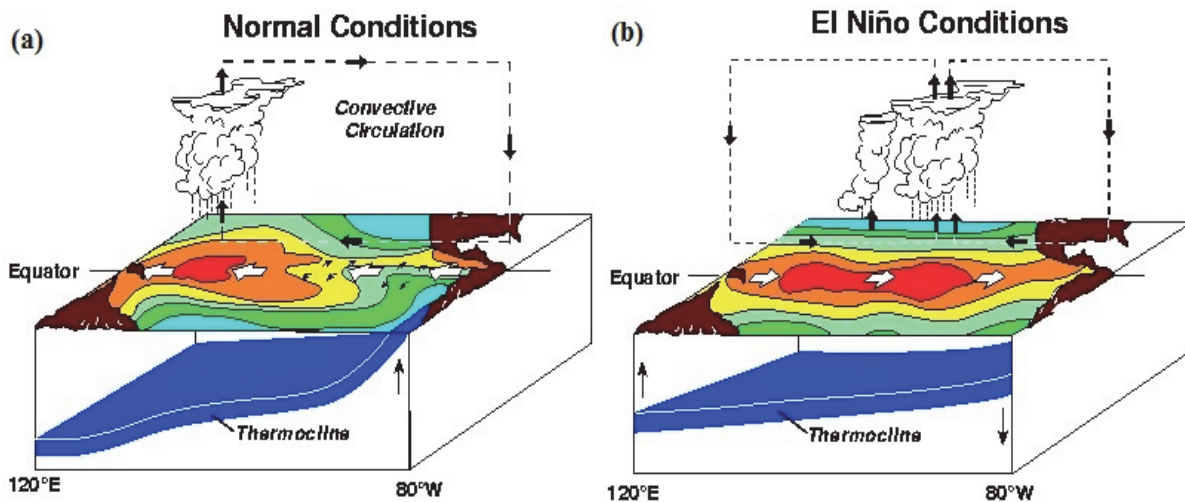 (a)
Normal Conditions
Convective
Circulation
Equator
Thermocline
120°E
80°W
(b)
El Niño Conditions
Equator
Thermocline
120°E
80°W